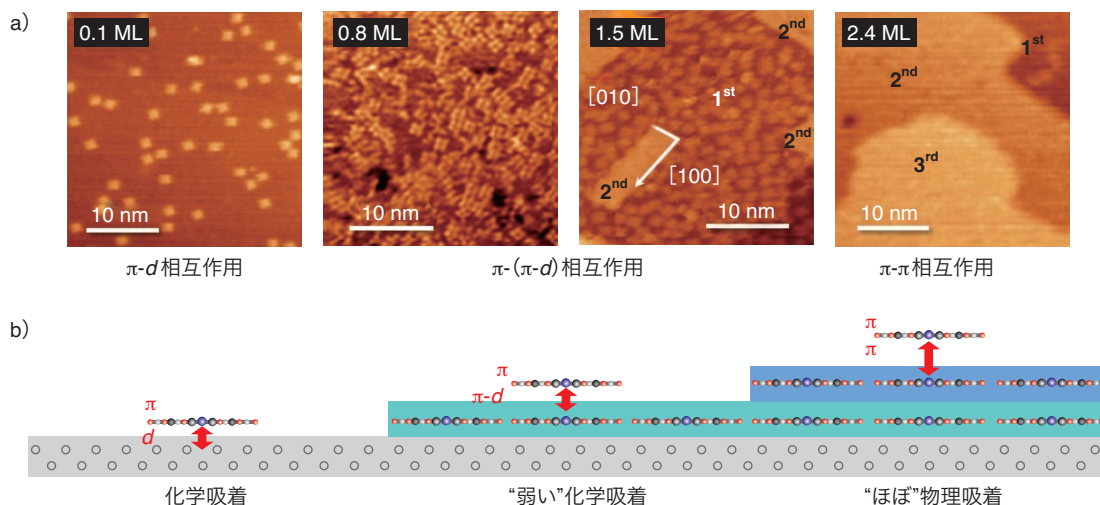 a)
0.1 ML
0.8 ML
1.5 ML
2.4 ML
2nd
1st
[010]
1st
2nd
2nd
[100]
3rd
2nd
2nd
10 nm
10 nm
10 nm
10 nm
π-d 相互作用
π-(π-d)相互作用
π-π相互作用
b)
π
π
π
π-d
π
d
化学吸着
“弱い”化学吸着
“ほぼ”物理吸着